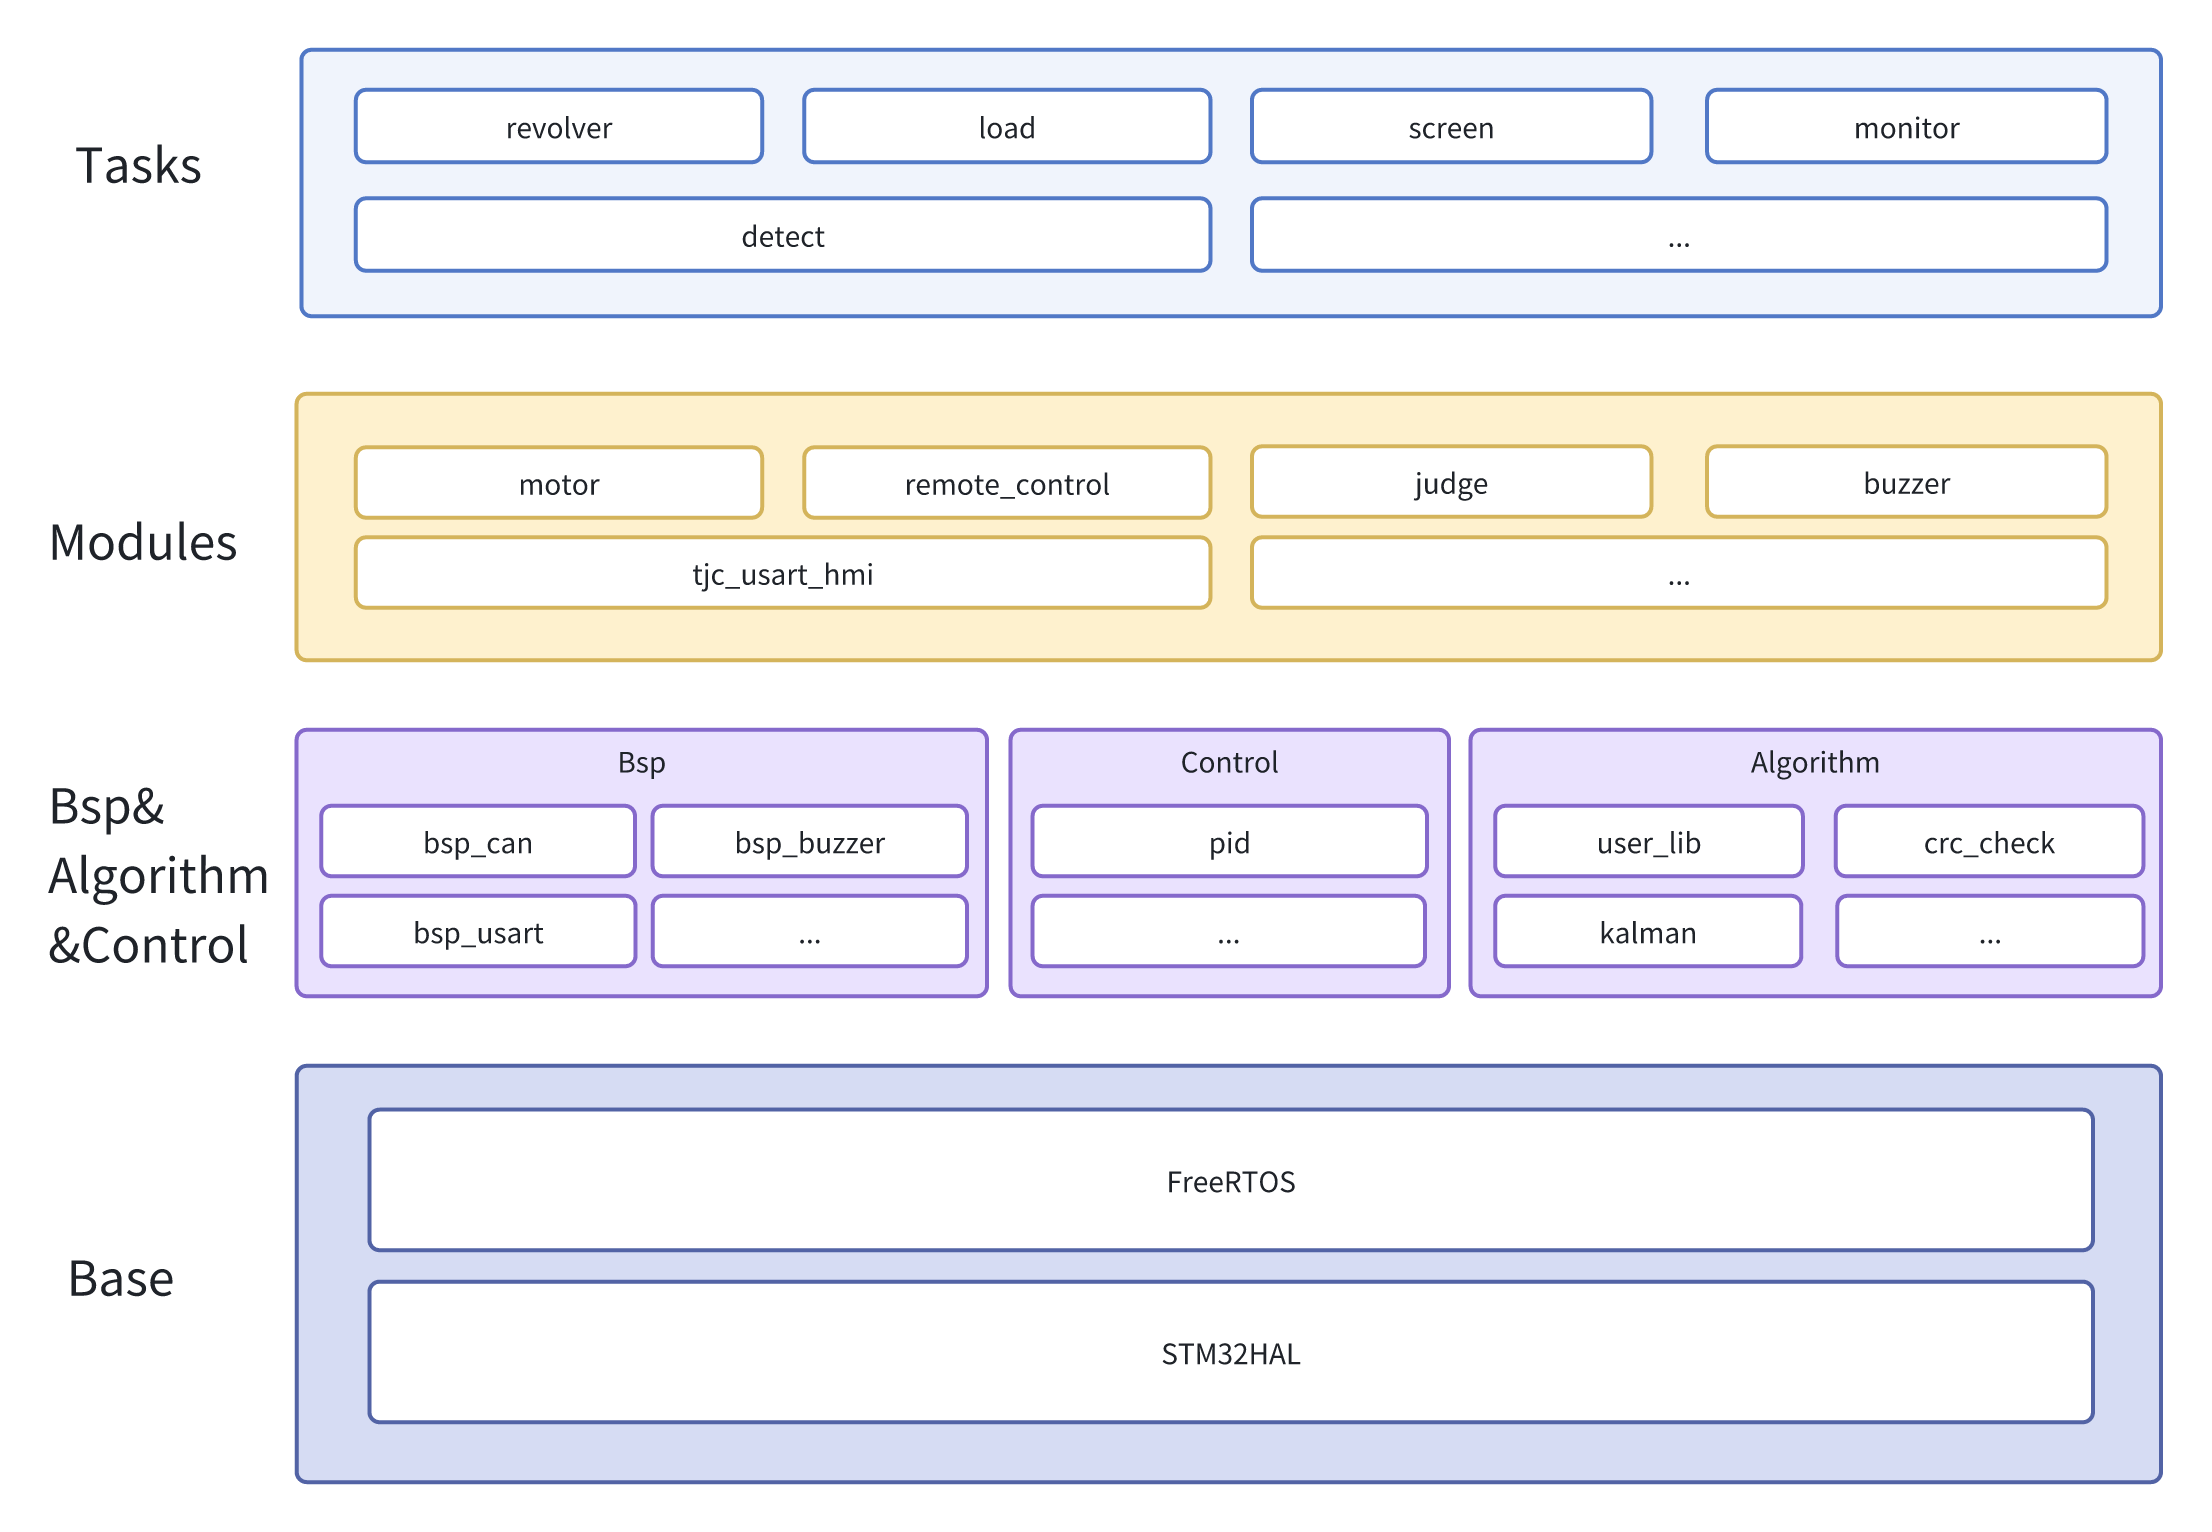 Tasks
revolver
load
screen
monitor
detect
...
Modules
motor
remote_control
judge
buzzer
tjc_usart_hmi
...
Bsp&
Algorithm
&Control
Bsp
bsp_can
bsp_buzzer
bsp_usart
...
Control
pid
...
Algorithm
user_lib
crc_check
kalman
...
Base
FreeRTOS
STM32HAL